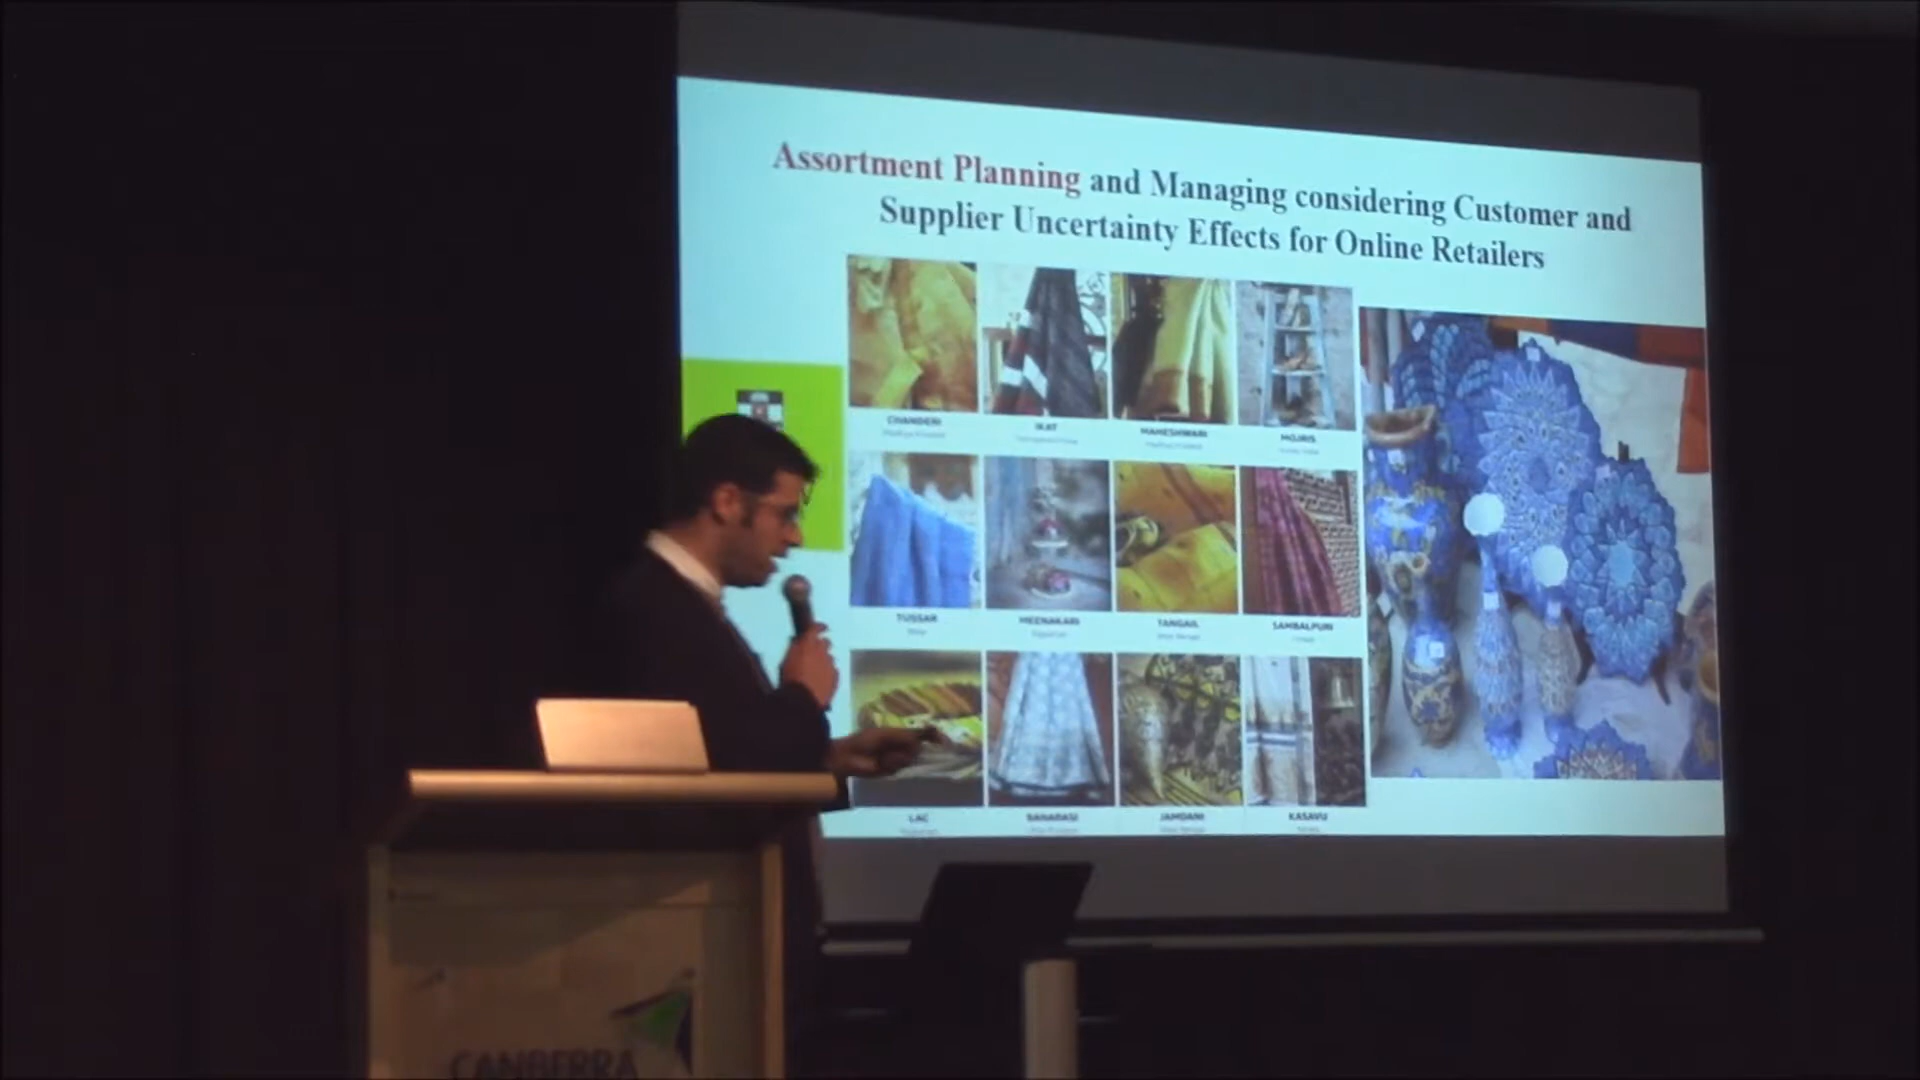 Assortment Planning and Managing considering Customer and
Supplier Uncertainty Effects for Online Retailers
CHANDERI
IKAT
MAHESHWARI
MOJRIS
TUSSAR
MEENAKARI
TANGAIL
SAMBALPURI
LAC
BANARASI
JAMDANI
KASAVU
CANBERRA